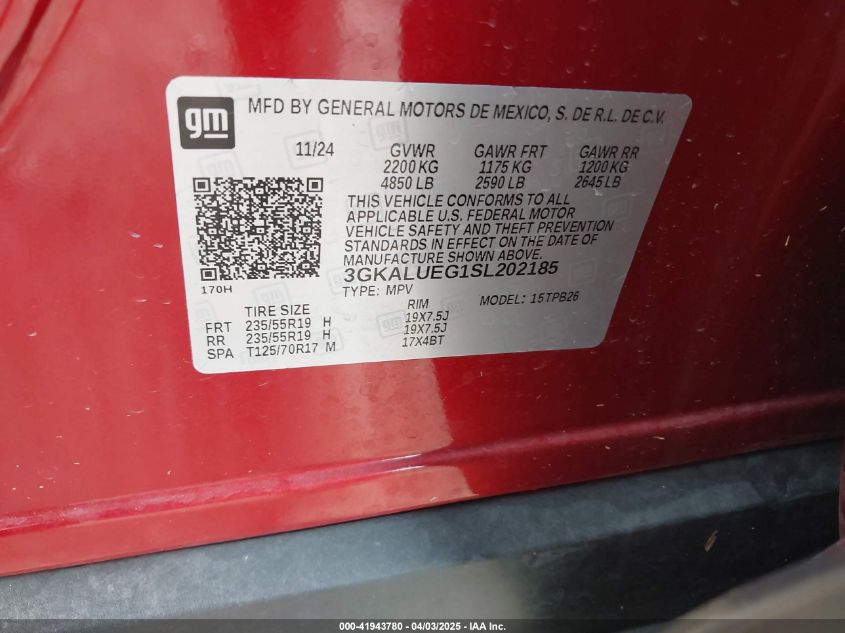 gm
MFD BY GENERAL MOTORS DE MEXICO, S. DE R.L. DE C.V.
11/24 GVWR GAWR FRT GAWR RR
2200 KG 1175 KG 1200 KG
4850 LB 2590 LB 2645 LB
THIS VEHICLE CONFORMS TO ALL
APPLICABLE U.S. FEDERAL MOTOR
VEHICLE SAFETY AND THEFT PREVENTION
STANDARDS IN EFFECT ON THE DATE OF
MANUFACTURE SHOWN ABOVE.
3GKALUEG1SL202185
170H
TYPE: MPV MODEL: 15TPB26
TIRE SIZE RIM
FRT 235/55R19 H 19X7.5J
RR 235/55R19 H 19X7.5J
SPA T125/70R17 M 17X4BT
000-41943780 - 04/03/2025 - IAA Inc.